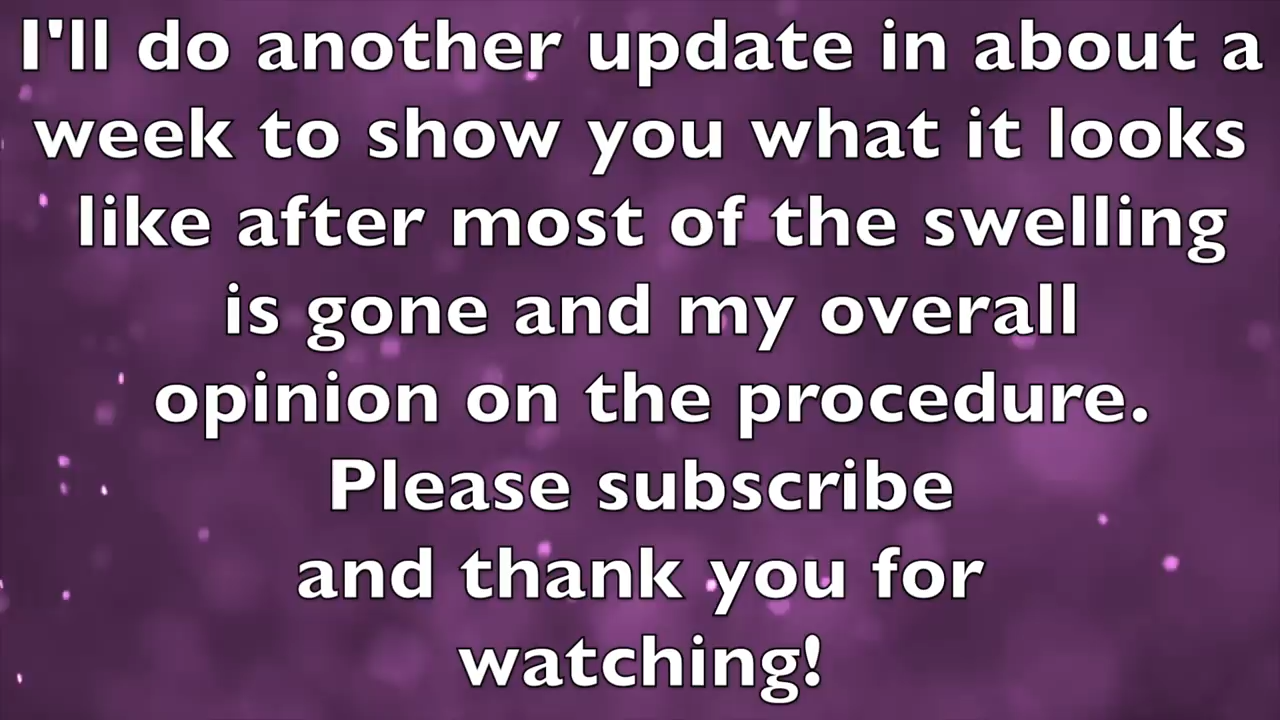 I'll do another update in about a
week to show you what it looks
like after most of the swelling
is gone and my overall
opinion on the procedure.
Please subscribe
and thank you for
watching!